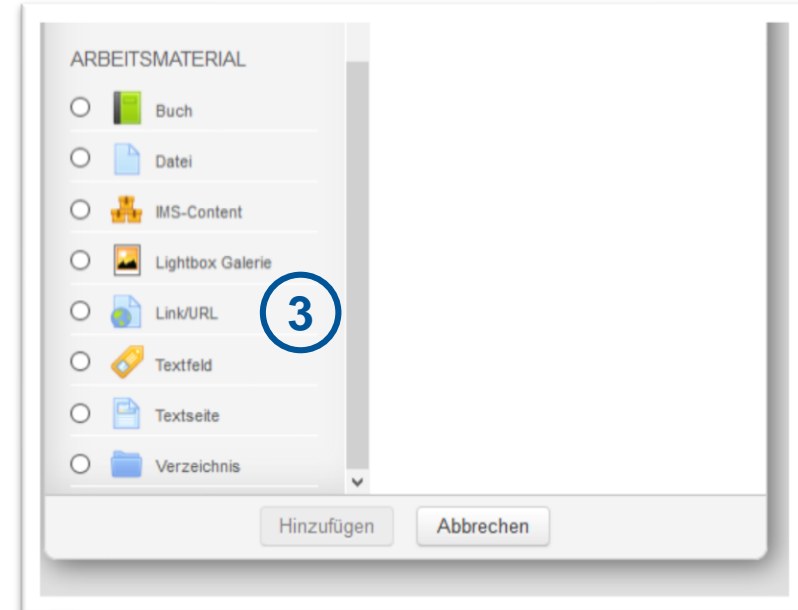 ARBEITSMATERIAL
Buch
Datei
IMS-Content
Lightbox Galerie
Link/URL
3
Textfeld
Textseite
Verzeichnis
Hinzufügen Abbrechen